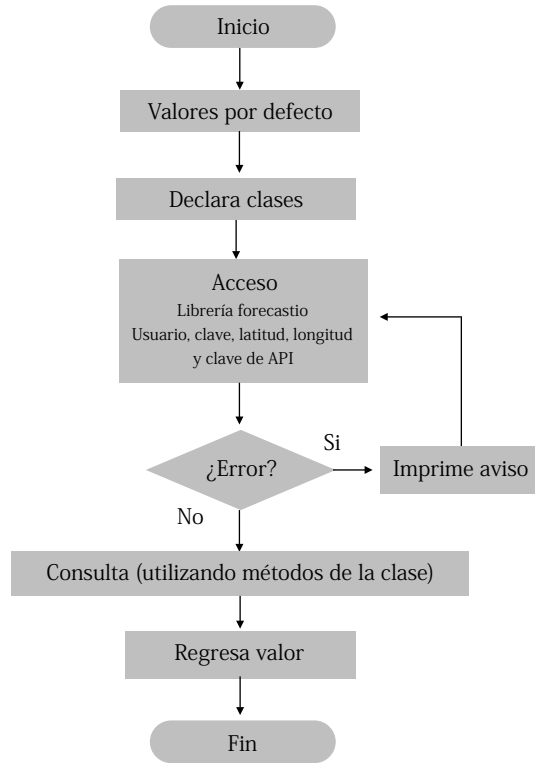 Inicio
Valores por defecto
Declara clases
Acceso
Librería forecastio
Usuario, clave, latitud, longitud
y clave de API
¿Error?
Si
Imprime aviso
No
Consulta (utilizando métodos de la clase)
Regresa valor
Fin